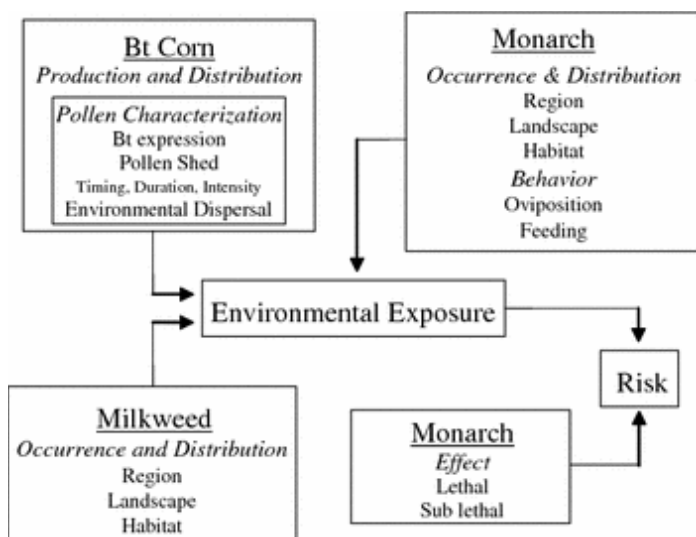 Bt Corn
Production and Distribution
Pollen Characterization
Bt expression
Pollen Shed
Timing, Duration, Intensity
Environmental Dispersal
Monarch
Occurrence & Distribution
Region
Landscape
Habitat
Behavior
Oviposition
Feeding
Environmental Exposure
Risk
Milkweed
Occurrence and Distribution
Region
Landscape
Habitat
Monarch
Effect
Lethal
Sub lethal